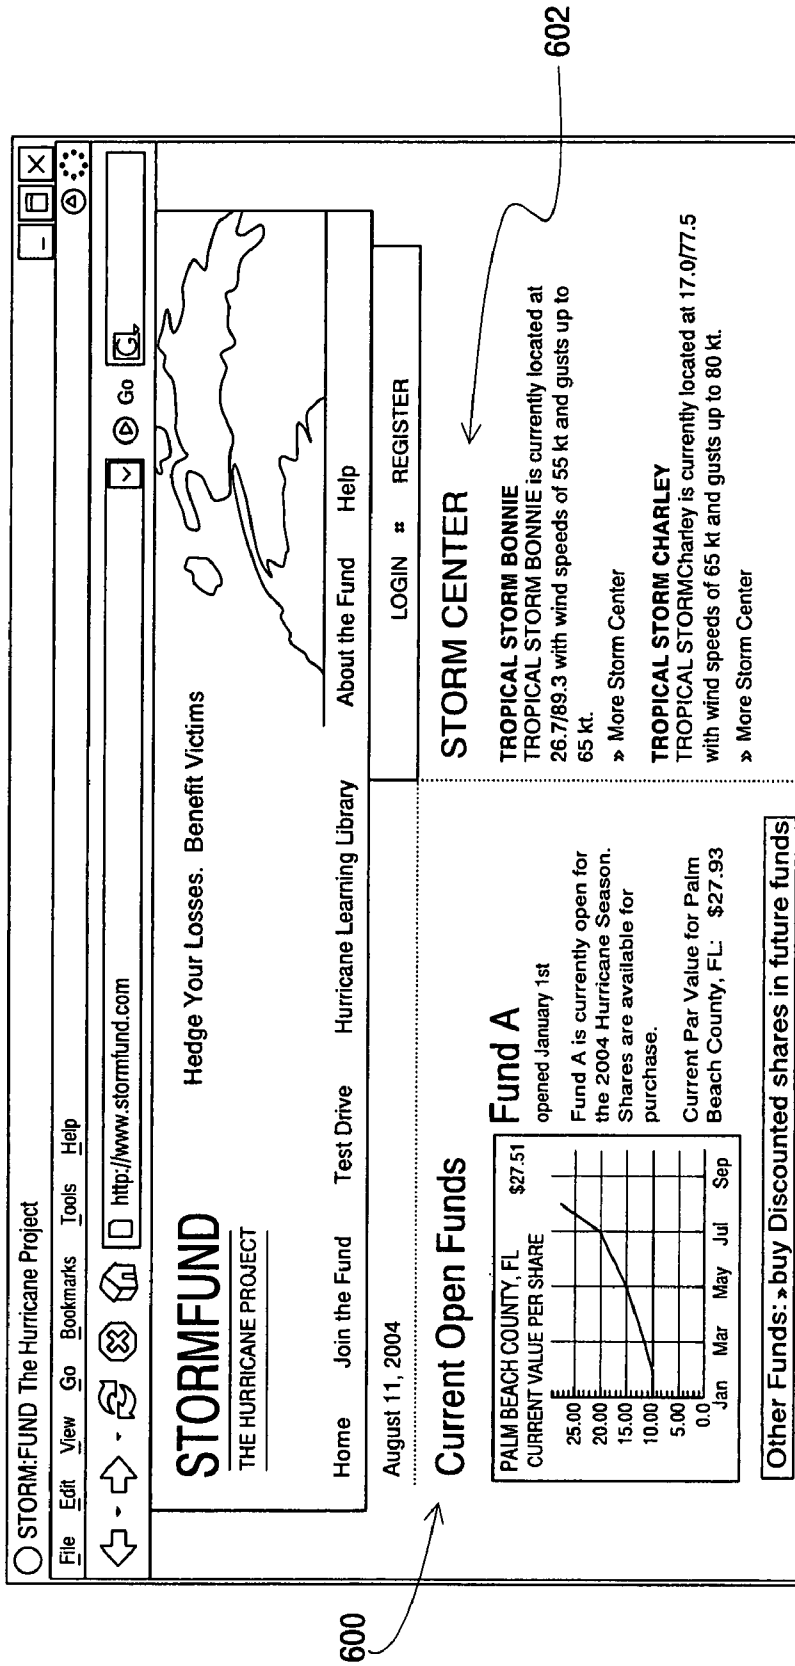 STORM:FUND The Hurricane Project
File Edit View Go Bookmarks Tools Help
http://www.stormfund.com
Go
G
STORMFUND
THE HURRICANE PROJECT
Hedge Your Losses. Benefit Victims
Home Join the Fund Test Drive Hurricane Learning Library About the Fund Help
August 11, 2004
LOGIN :: REGISTER
600
Current Open Funds
PALM BEACH COUNTY, FL $27.51
CURRENT VALUE PER SHARE
25.00
20.00
15.00
10.00
5.00
0.0
Jan Mar May Jul Sep
Fund A
opened January 1st
Fund A is currently open for
the 2004 Hurricane Season.
Shares are available for
purchase.
Current Par Value for Palm
Beach County, FL: $27.93
Other Funds: » buy Discounted shares in future funds
602
STORM CENTER
TROPICAL STORM BONNIE
TROPICAL STORM BONNIE is currently located at
26.7/89.3 with wind speeds of 55 kt and gusts up to
65 kt.
» More Storm Center
TROPICAL STORM CHARLEY
TROPICAL STORMCharley is currently located at 17.0/77.5
with wind speeds of 65 kt and gusts up to 80 kt.
» More Storm Center